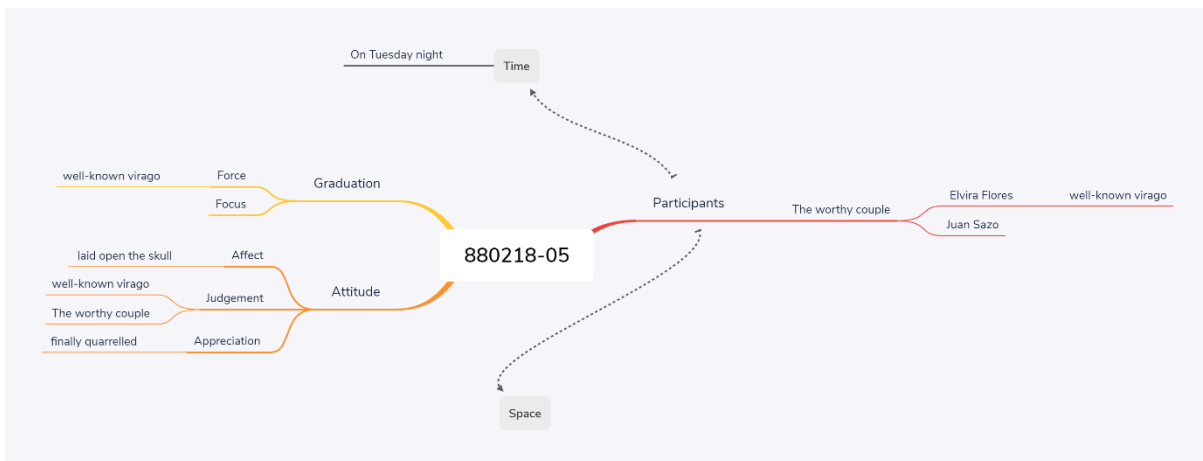 On Tuesday night
Time
well-known virago
Force
Graduation
Focus
880218-05
Participants
The worthy couple
Elvira Flores
well-known virago
Juan Sazo
laid open the skull
Affect
well-known virago
Judgement
Attitude
The worthy couple
finally quarrelled
Appreciation
Space